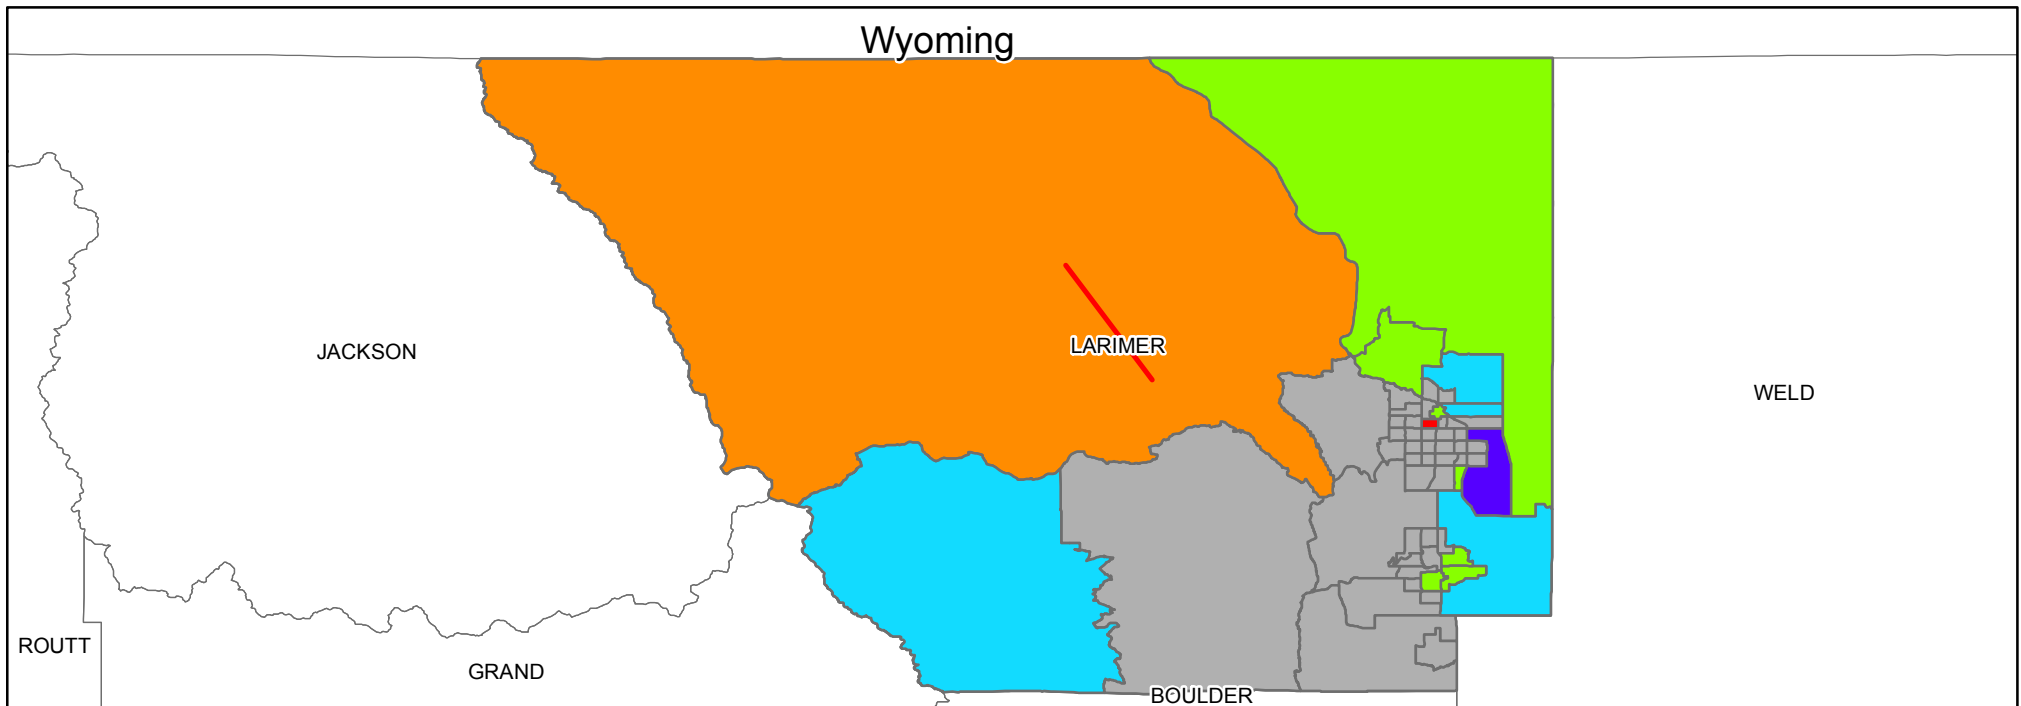 Wyoming
LARIMER
JACKSON
WELD
ROUTT
GRAND
BOULDER